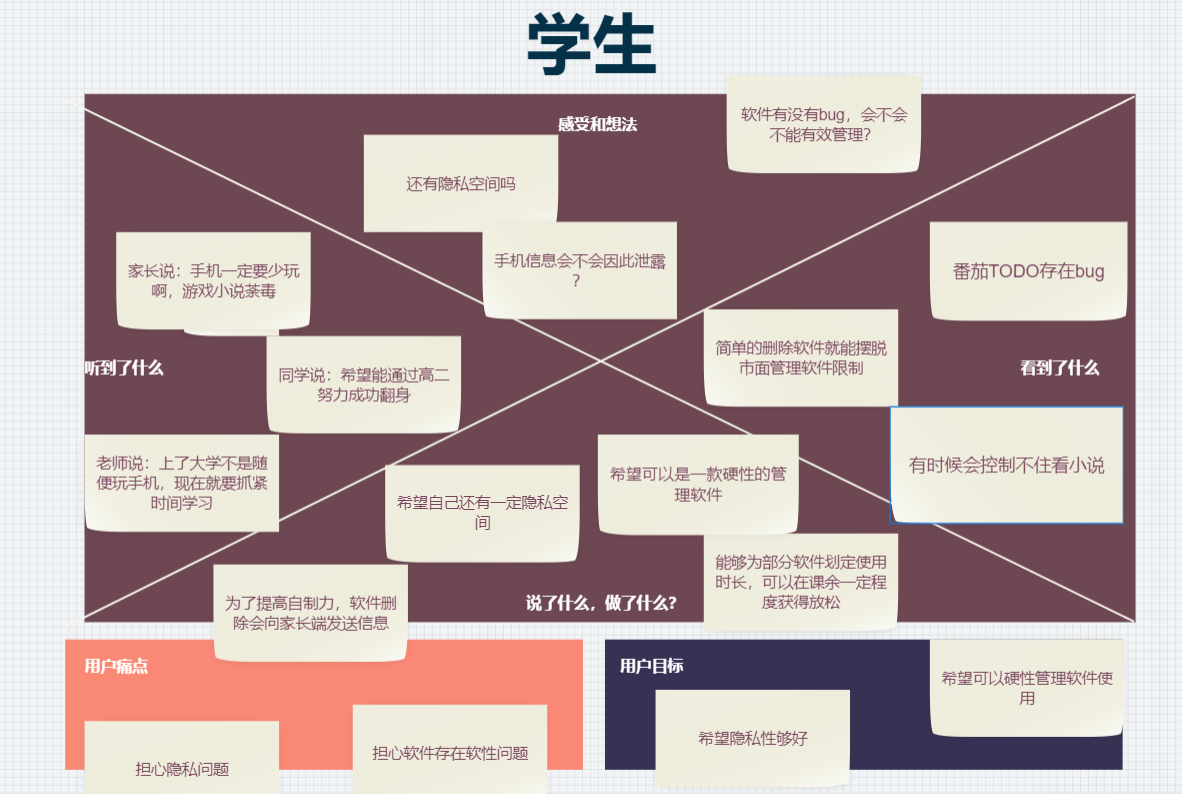 学生
感受和想法
软件有没有bug，会不会
不能有效管理？
还有隐私空间吗
手机信息会不会因此泄露
？
家长说：手机一定要少玩
啊，游戏小说荼毒
番茄TODO存在bug
听到了什么
同学说：希望能通过高二
努力成功翻身
简单的删除软件就能摆脱
市面管理软件限制
看到了什么
老师说：上了大学不是随
便玩手机，现在就要抓紧
时间学习
希望自己还有一定隐私空
间
希望可以是一款硬性的管
理软件
有时候会控制不住看小说
能够为部分软件划定使用
时长，可以在课余一定程
度获得放松
为了提高自制力，软件删
除会向家长端发送信息
说了什么，做了什么？
用户痛点
担心隐私问题
担心软件存在软性问题
用户目标
希望隐私性够好
希望可以硬性管理软件使
用